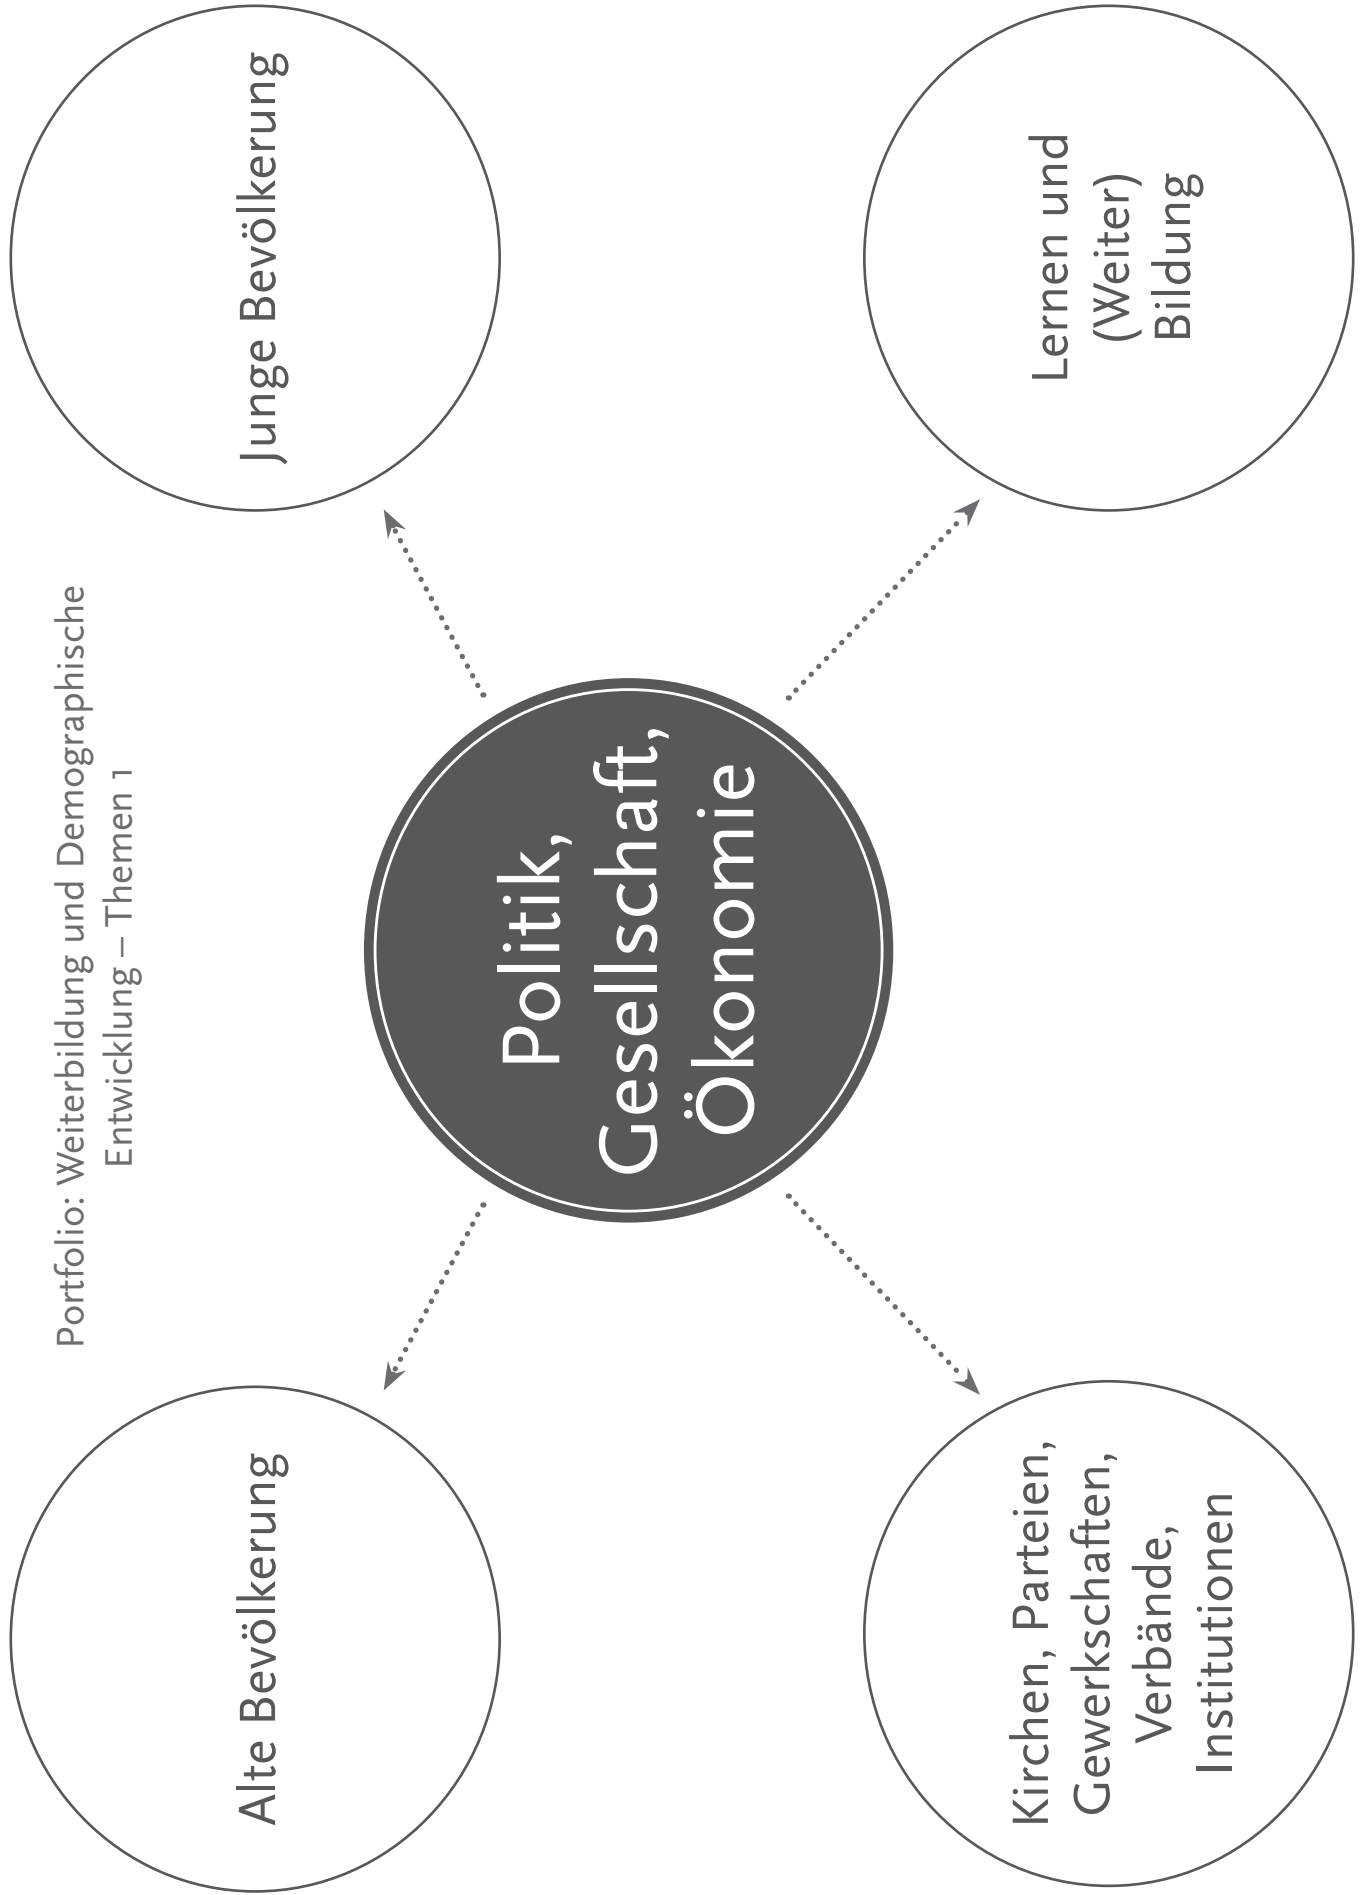 Portfolio: Weiterbildung und Demographische
Entwicklung – Themen 1
Alte Bevölkerung
Junge Bevölkerung
Politik,
Gesellschaft,
Ökonomie
Kirchen, Parteien,
Gewerkschaften,
Verbände,
Institutionen
Lernen und
(Weiter)
Bildung